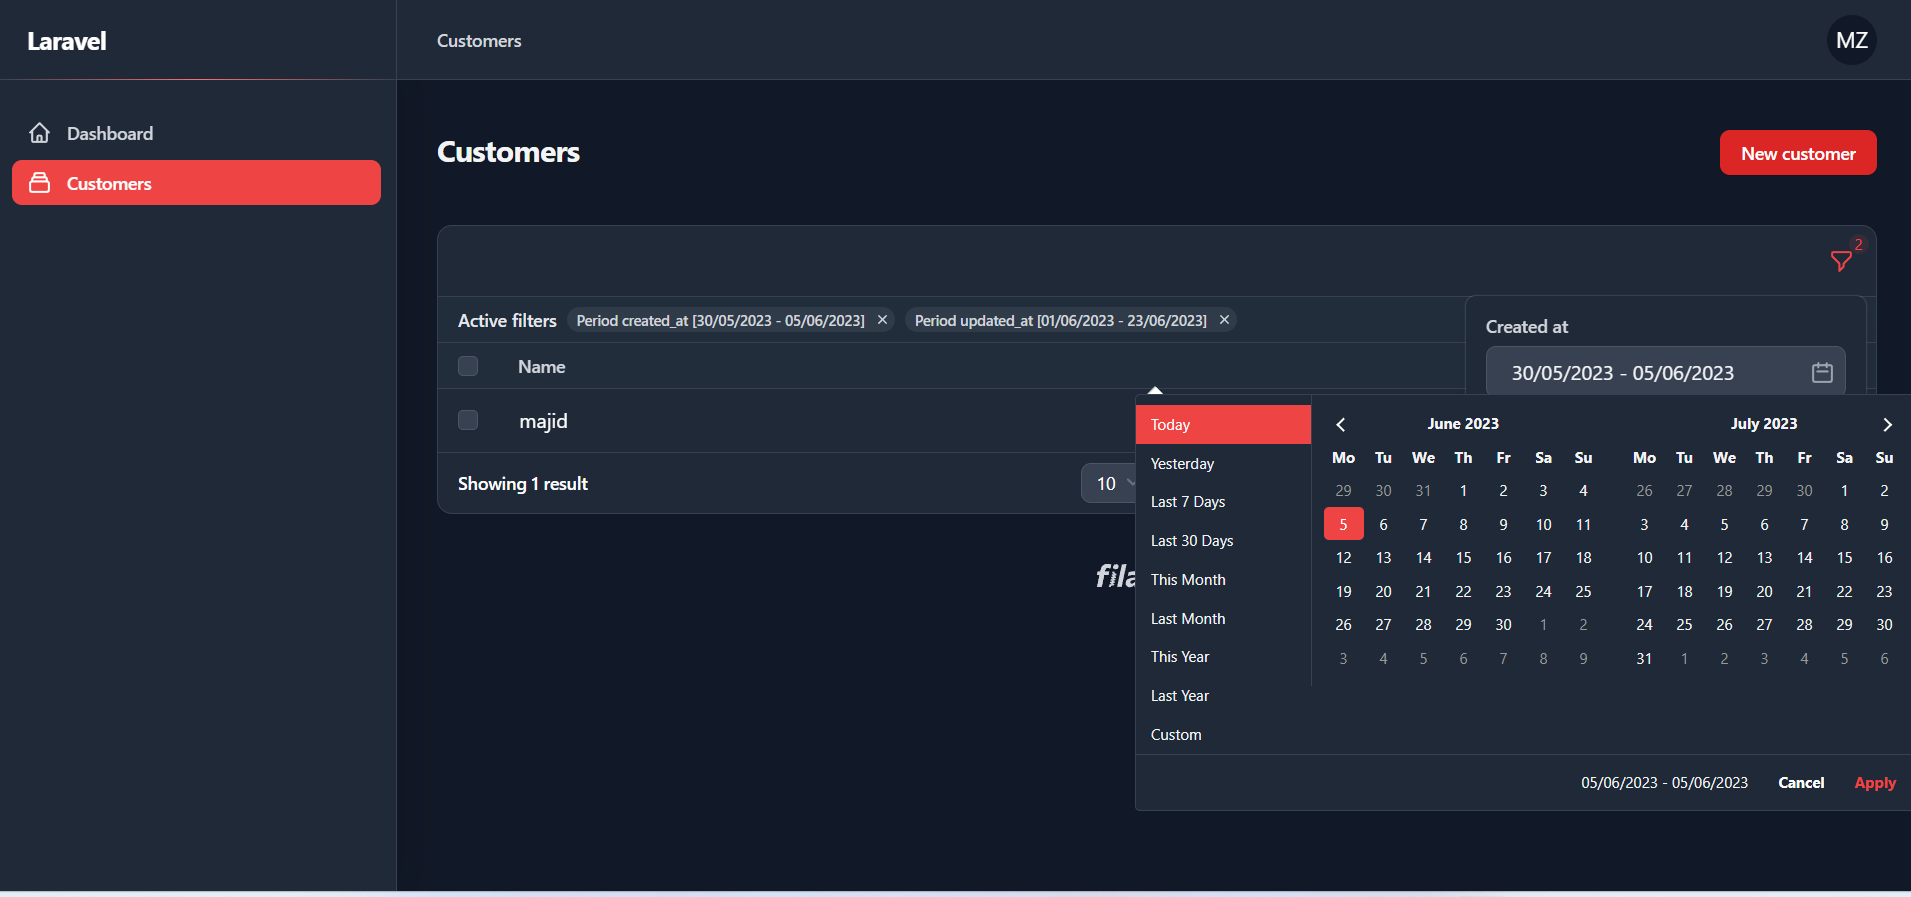 Laravel
Customers
MZ
Dashboard
Customers
Customers
New customer
2
Active filters
Period created_at [30/05/2023 - 05/06/2023] ×
Period updated_at [01/06/2023 - 23/06/2023] ×
Created at
30/05/2023 - 05/06/2023
Name
majid
Showing 1 result
10
fila
Today
Yesterday
Last 7 Days
Last 30 Days
This Month
Last Month
This Year
Last Year
Custom
June 2023
Mo Tu We Th Fr Sa Su
29 30 31 1 2 3 4
5 6 7 8 9 10 11
12 13 14 15 16 17 18
19 20 21 22 23 24 25
26 27 28 29 30 1 2
3 4 5 6 7 8 9
July 2023
Mo Tu We Th Fr Sa Su
26 27 28 29 30 1 2
3 4 5 6 7 8 9
10 11 12 13 14 15 16
17 18 19 20 21 22 23
24 25 26 27 28 29 30
31 1 2 3 4 5 6
05/06/2023 - 05/06/2023
Cancel
Apply